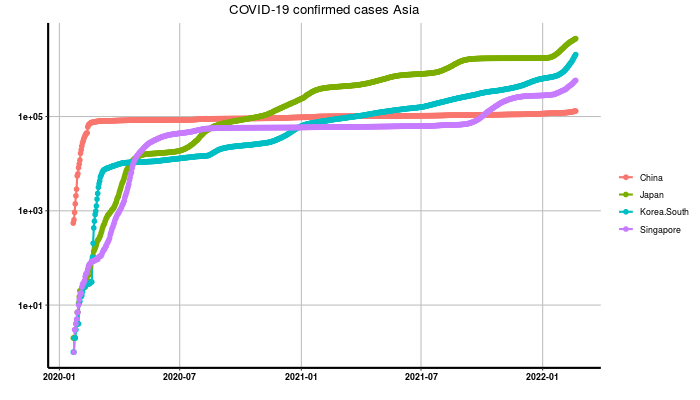 COVID-19 confirmed cases Asia
1e+05
1e+03
1e+01
2020-01 2020-07 2021-01 2021-07 2022-01
China
Japan
Korea.South
Singapore